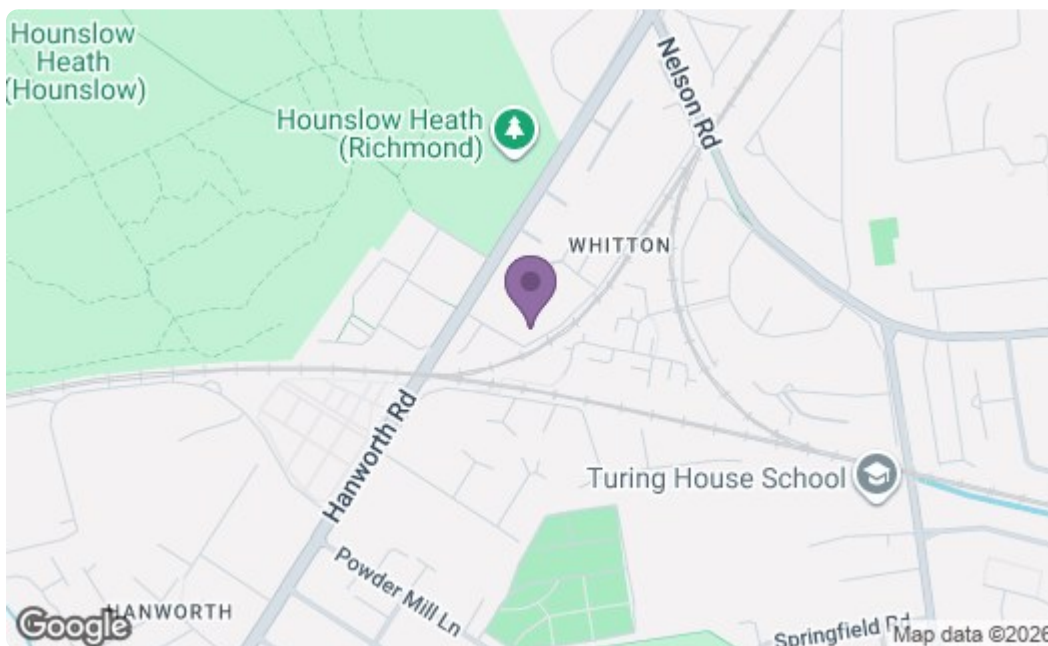 Hounslow
Heath
(Hounslow)
Nelson Rd
Hounslow Heath
(Richmond)
WHITTON
Hanworth Rd
Turing House School
Powder Mill Ln
HANWORTH
Springfield Rd
Google
Map data ©2026